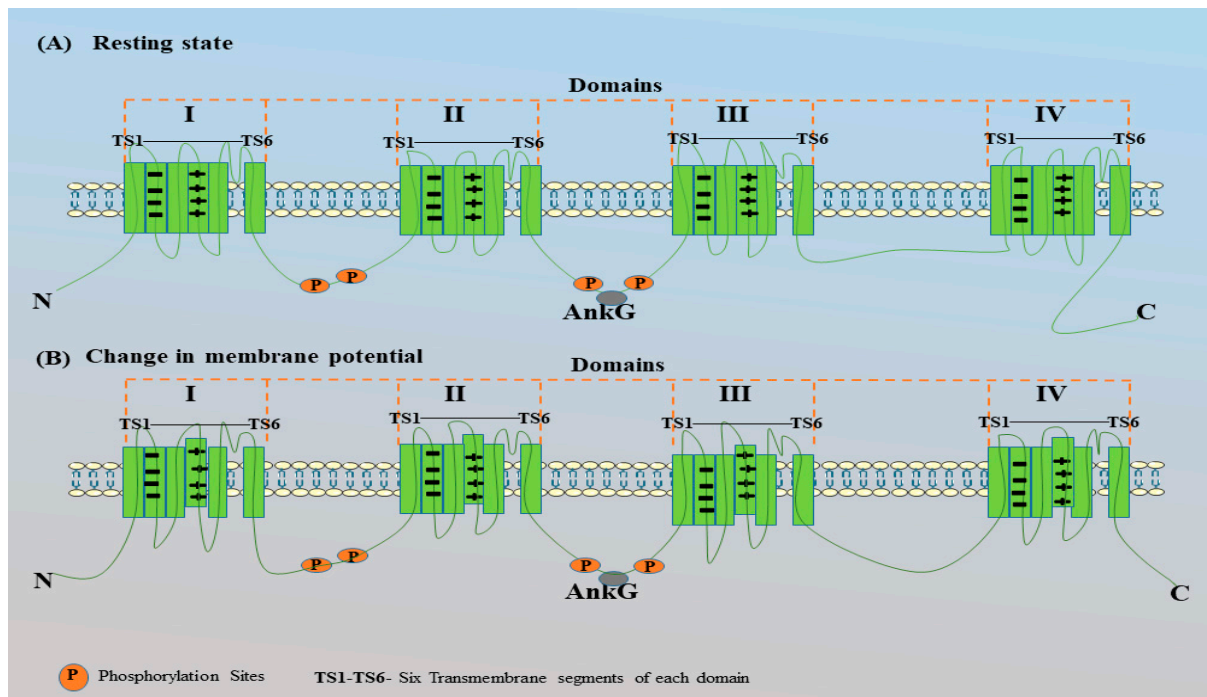 (A) Resting state
Domains
I II III IV
TS1 TS6 TS1 TS6 TS1 TS6 TS1 TS6
P P P P
N AnkG C
(B) Change in membrane potential
Domains
I II III IV
TS1 TS6 TS1 TS6 TS1 TS6 TS1 TS6
P P P P
N AnkG C
P Phosphorylation Sites TS1-TS6- Six Transmembrane segments of each domain